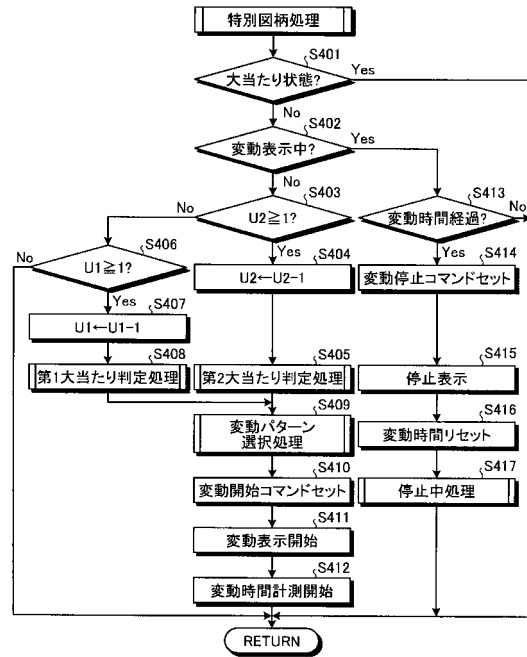 特別図柄処理
S401
大当たり状態?
Yes
No
S402
変動表示中?
Yes
No
S403
U2≧1?
No
Yes
S413
変動時間経過?
No
Yes
S406
U1≧1?
No
Yes
S404
U2←U2-1
S414
変動停止コマンドセット
S407
U1←U1-1
S408
第1大当たり判定処理
S405
第2大当たり判定処理
S415
停止表示
S409
変動パターン
選択処理
S416
変動時間リセット
S410
変動開始コマンドセット
S417
停止中処理
S411
変動表示開始
S412
変動時間計測開始
RETURN